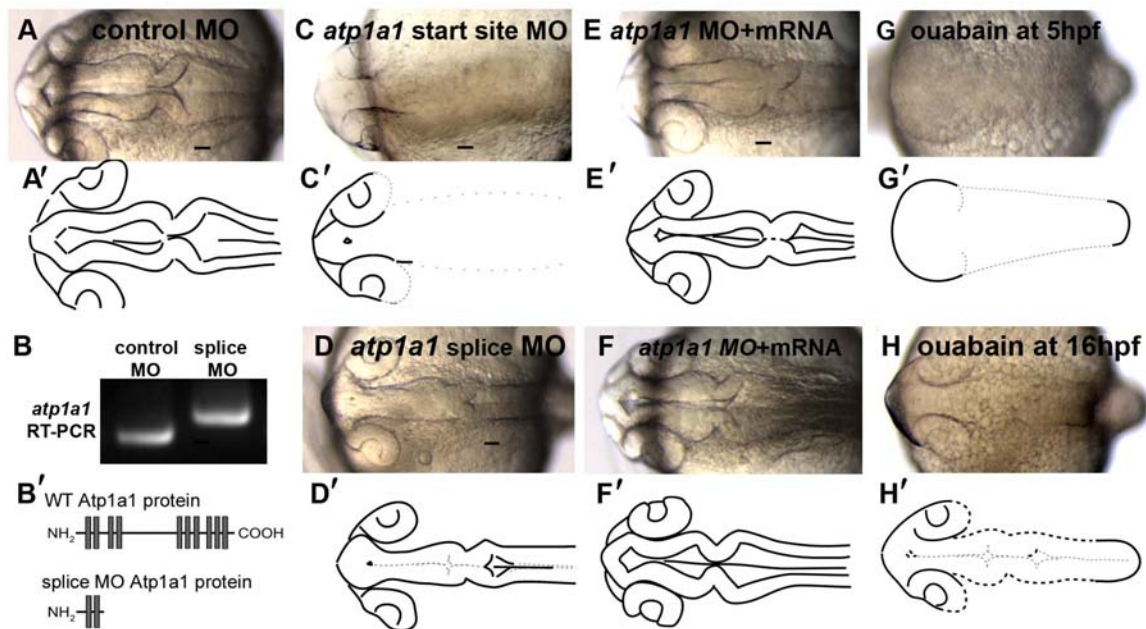 A control MO
C atp1a1 start site MO
E atp1a1 MO+mRNA
G ouabain at 5hpf
A'
C'
E'
G'
B
control MO
splice MO
atp1a1 RT-PCR
D atp1a1 splice MO
F atp1a1 MO+mRNA
H ouabain at 16hpf
B'
WT Atp1a1 protein
NH2
COOH
splice MO Atp1a1 protein
NH2
D'
F'
H'